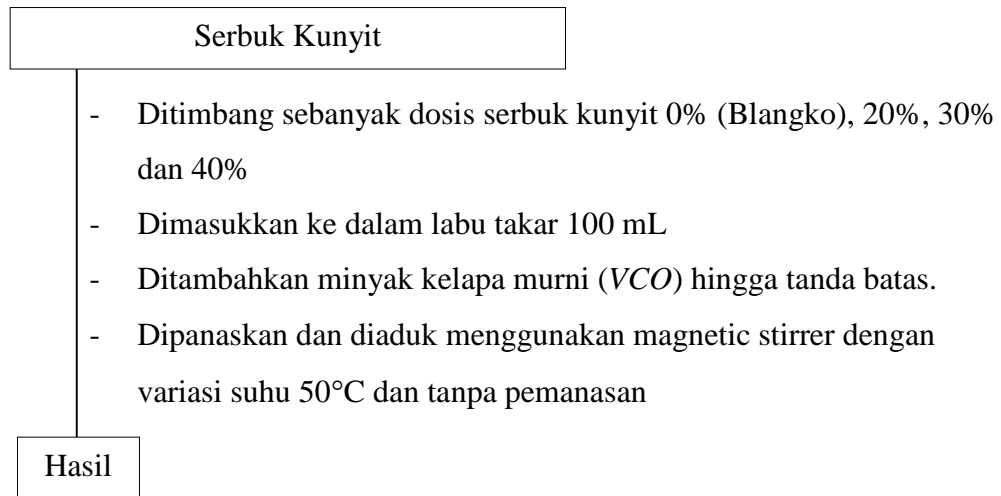 Serbuk Kunyit
- Ditimbang sebanyak dosis serbuk kunyit 0% (Blangko), 20%, 30%
dan 40%
- Dimasukkan ke dalam labu takar 100 mL
- Ditambahkan minyak kelapa murni (VCO) hingga tanda batas.
- Dipanaskan dan diaduk menggunakan magnetic stirrer dengan
variasi suhu 50°C dan tanpa pemanasan
Hasil